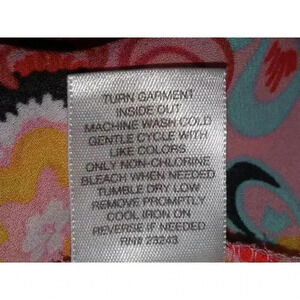 TURN GARMENT
INSIDE OUT
MACHINE WASH COLD
GENTLE CYCLE WITH
LIKE COLORS
ONLY NON-CHLORINE
BLEACH WHEN NEEDED
TUMBLE DRY LOW
REMOVE PROMPTLY
COOL IRON ON
REVERSE IF NEEDED
RN# 23243